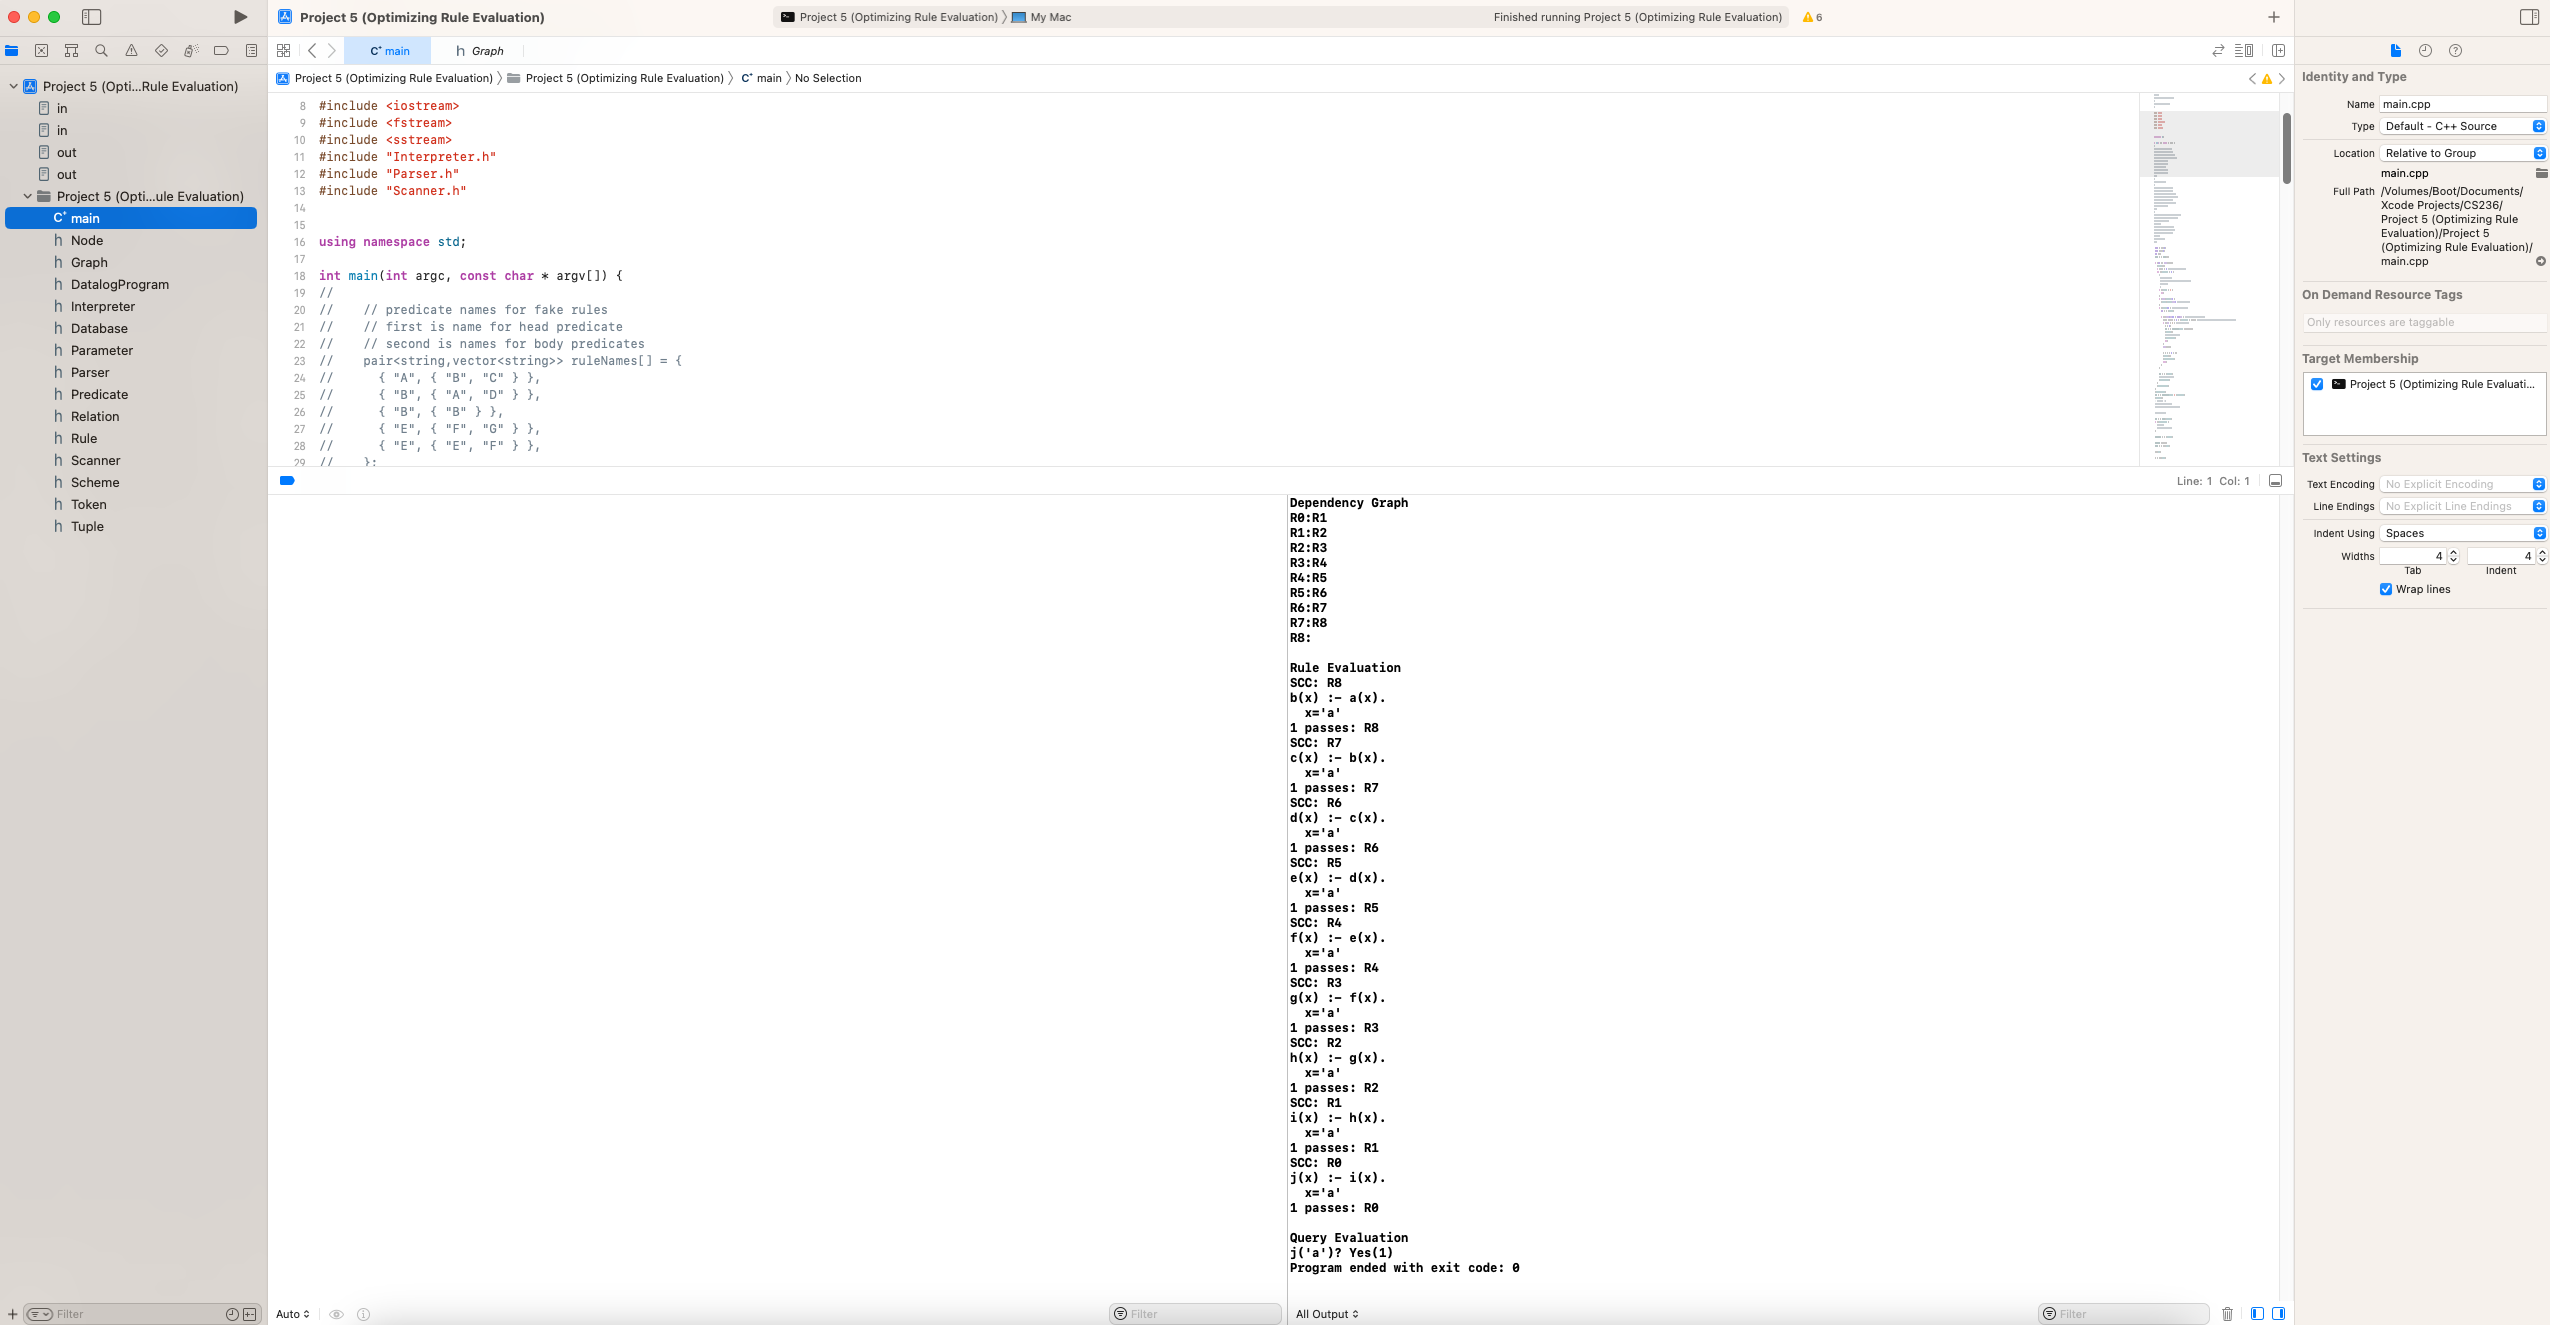 Project 5 (Optimizing Rule Evaluation)
Project 5 (Optimizing Rule Evaluation) 〉 My Mac
Finished running Project 5 (Optimizing Rule Evaluation)
6
C⁺ main
h Graph
Project 5 (Optimizing Rule Evaluation) 〉 Project 5 (Optimizing Rule Evaluation) 〉 C⁺ main 〉 No Selection
Project 5 (Opti...Rule Evaluation)
in
in
out
out
Project 5 (Opti...ule Evaluation)
C⁺ main
h Node
h Graph
h DatalogProgram
h Interpreter
h Database
h Parameter
h Parser
h Predicate
h Relation
h Rule
h Scanner
h Scheme
h Token
h Tuple
Filter
8 #include <iostream>
9 #include <fstream>
10 #include <sstream>
11 #include "Interpreter.h"
12 #include "Parser.h"
13 #include "Scanner.h"
14
15
16 using namespace std;
17
18 int main(int argc, const char * argv[]) {
19 //
20 //    // predicate names for fake rules
21 //    // first is name for head predicate
22 //    // second is names for body predicates
23 //    pair<string,vector<string>> ruleNames[] = {
24 //      { "A", { "B", "C" } },
25 //      { "B", { "A", "D" } },
26 //      { "B", { "B" } },
27 //      { "E", { "F", "G" } },
28 //      { "E", { "E", "F" } },
29 //    };
Line: 1 Col: 1
Dependency Graph
R0:R1
R1:R2
R2:R3
R3:R4
R4:R5
R5:R6
R6:R7
R7:R8
R8:
Rule Evaluation
SCC: R8
b(x) :- a(x).
  x='a'
1 passes: R8
SCC: R7
c(x) :- b(x).
  x='a'
1 passes: R7
SCC: R6
d(x) :- c(x).
  x='a'
1 passes: R6
SCC: R5
e(x) :- d(x).
  x='a'
1 passes: R5
SCC: R4
f(x) :- e(x).
  x='a'
1 passes: R4
SCC: R3
g(x) :- f(x).
  x='a'
1 passes: R3
SCC: R2
h(x) :- g(x).
  x='a'
1 passes: R2
SCC: R1
i(x) :- h(x).
  x='a'
1 passes: R1
SCC: R0
j(x) :- i(x).
  x='a'
1 passes: R0
Query Evaluation
j('a')? Yes(1)
Program ended with exit code: 0
Auto
Filter
All Output
Filter
Identity and Type
Name main.cpp
Type Default - C++ Source
Location Relative to Group
main.cpp
Full Path /Volumes/Boot/Documents/
Xcode Projects/CS236/
Project 5 (Optimizing Rule
Evaluation)/Project 5
(Optimizing Rule Evaluation)/
main.cpp
On Demand Resource Tags
Only resources are taggable
Target Membership
Project 5 (Optimizing Rule Evaluati...
Text Settings
Text Encoding No Explicit Encoding
Line Endings No Explicit Line Endings
Indent Using Spaces
Widths 4 4
Tab Indent
Wrap lines